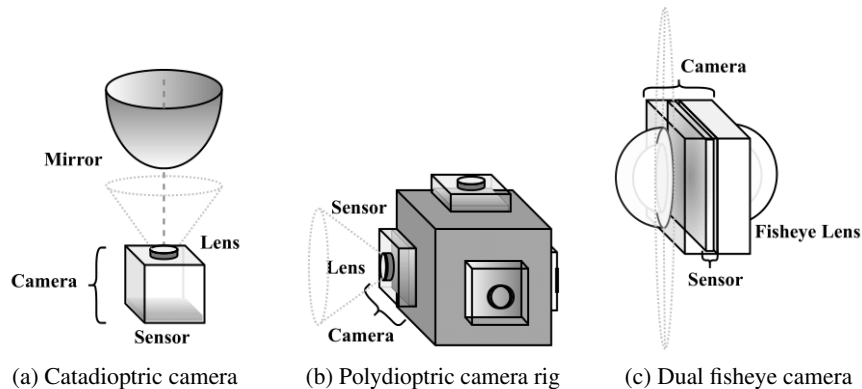 Mirror
Lens
Camera
Sensor
(a) Catadioptric camera
Sensor
Lens
Camera
(b) Polydioptric camera rig
Camera
Fisheye Lens
Sensor
(c) Dual fisheye camera